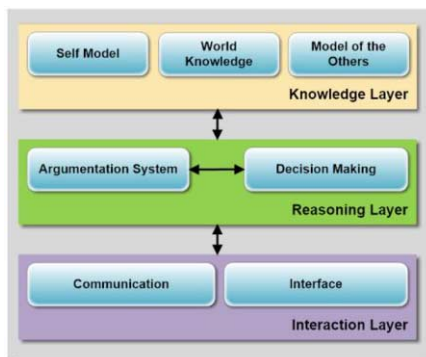 Self Model
World
Knowledge
Model of the
Others
Knowledge Layer
Argumentation System
Decision Making
Reasoning Layer
Communication
Interface
Interaction Layer